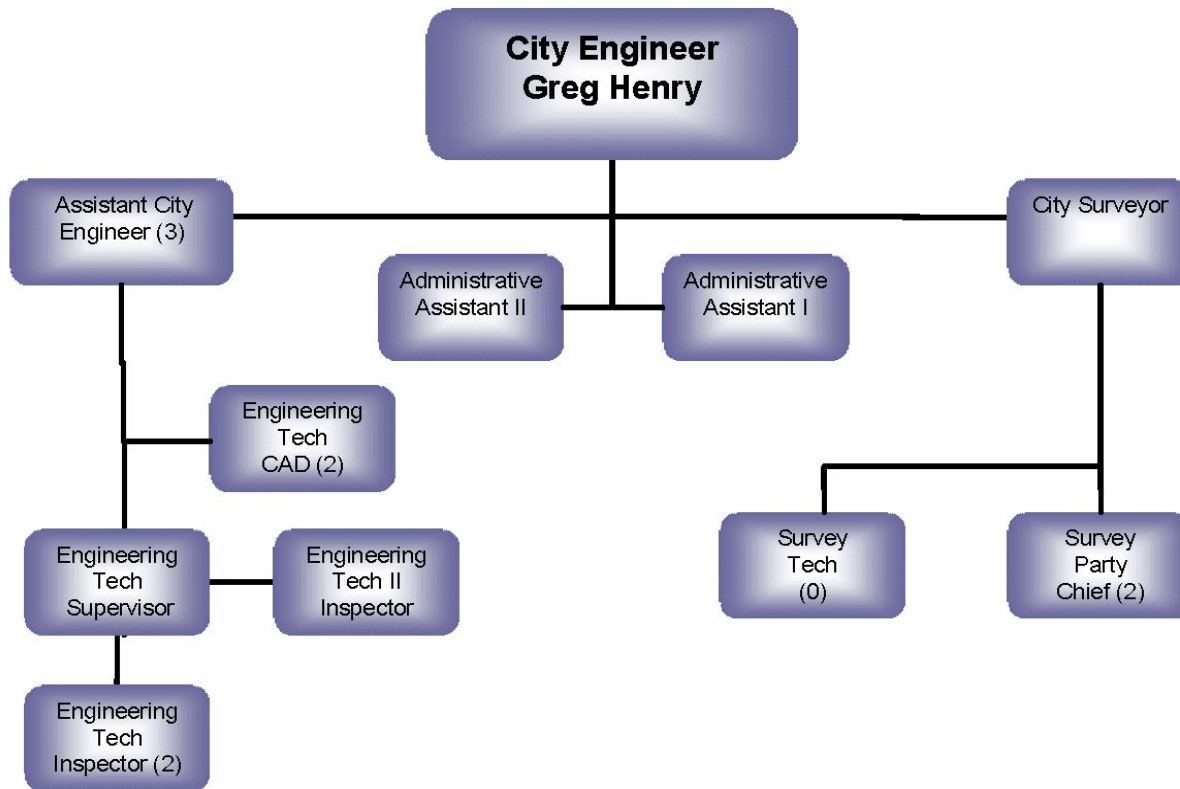 City Engineer
Greg Henry
Assistant City
Engineer (3)
City Surveyor
Administrative
Assistant II
Administrative
Assistant I
Engineering
Tech
CAD (2)
Engineering
Tech
Supervisor
Engineering
Tech II
Inspector
Survey
Tech
(0)
Survey
Party
Chief (2)
Engineering
Tech
Inspector (2)